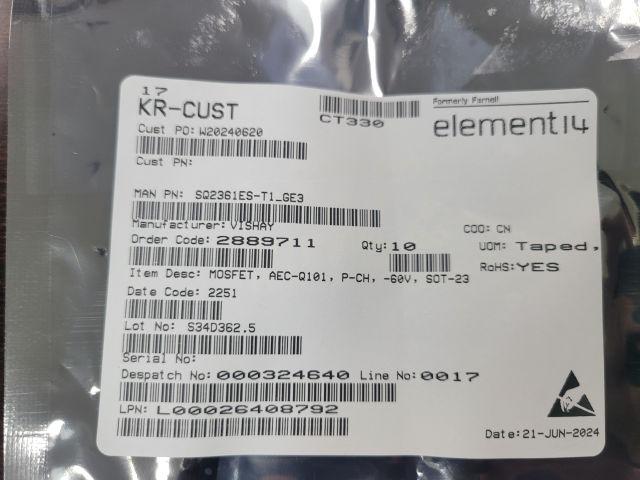 17
KR-CUST
CT330
Formerly Farnell
element14
Cust PO: W20240620
Cust PN:
MAN PN: SQ2361ES-T1_GE3
Manufacturer: VISHAY
COO: CN
Order Code: 2889711 Qty: 10 UOM: Taped,
RoHS: YES
Item Desc: MOSFET, AEC-Q101, P-CH, -60V, SOT-23
Date Code: 2251
Lot No: S34D362.5
Serial No:
Despatch No: 000324640 Line No: 0017
LPN: L00026408792
Date: 21-JUN-2024